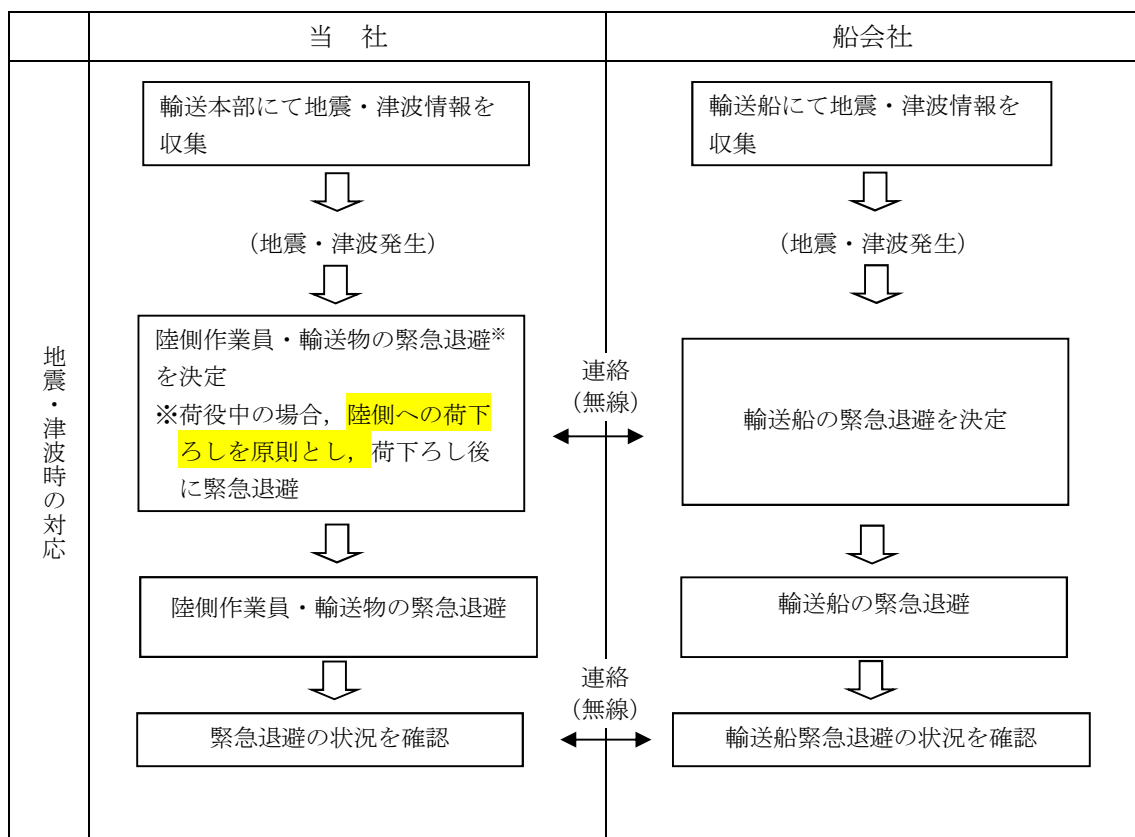 当 社
船会社
地震・津波時の対応
輸送本部にて地震・津波情報を
収集
（地震・津波発生）
陸側作業員・輸送物の緊急退避※
を決定
※荷役中の場合，陸側への荷下
ろしを原則とし，荷下ろし後
に緊急退避
陸側作業員・輸送物の緊急退避
緊急退避の状況を確認
連絡
（無線）
連絡
（無線）
輸送船にて地震・津波情報を
収集
（地震・津波発生）
輸送船の緊急退避を決定
輸送船の緊急退避
輸送船緊急退避の状況を確認